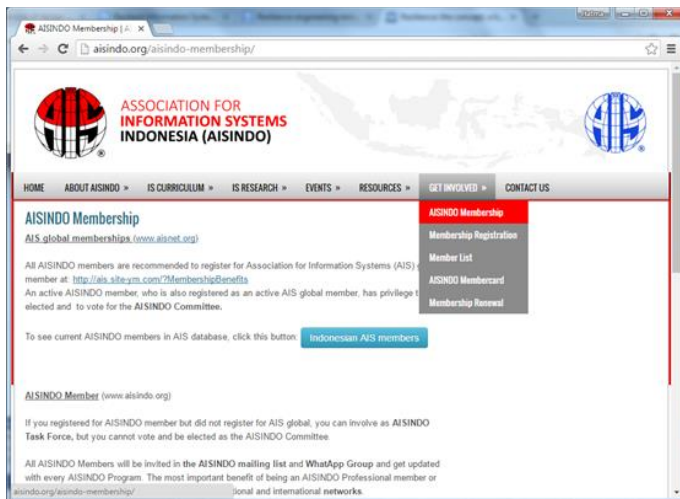 AISINDO Membership | A
aisindo.org/aisindo-membership/
ASSOCIATION FOR
INFORMATION SYSTEMS
INDONESIA (AISINDO)
HOME ABOUT AISINDO » IS CURRICULUM » IS RESEARCH » EVENTS » RESOURCES » GET INVOLVED » CONTACT US
AISINDO Membership
Membership Registration
Member List
AISINDO Membercard
Membership Renewal
AISINDO Membership
AIS global memberships (www.aisnet.org)
All AISINDO members are recommended to register for Association for Information Systems (AIS)
member at: http://ais.site-ym.com/?MembershipBenefits
An active AISINDO member, who is also registered as an active AIS global member, has privilege
elected and to vote for the AISINDO Committee.
To see current AISINDO members in AIS database, click this button: Indonesian AIS members
AISINDO Member (www.aisindo.org)
If you registered for AISINDO member but did not register for AIS global, you can involve as AISINDO
Task Force, but you cannot vote and be elected as the AISINDO Committee.
All AISINDO Members will be invited in the AISINDO mailing list and WhatApp Group and get updated
with every AISINDO Program. The most important benefit of being an AISINDO Professional member or
aisindo.org/aisindo-membership/ ional and international networks.